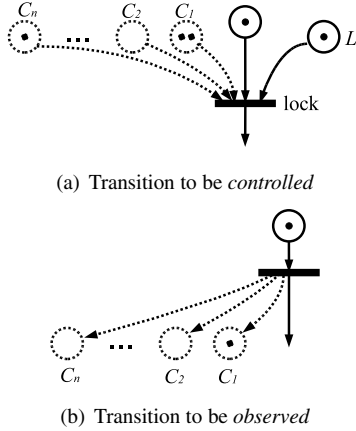 Cn ... C2 C1
L
lock
(a) Transition to be controlled
Cn ... C2 C1
(b) Transition to be observed